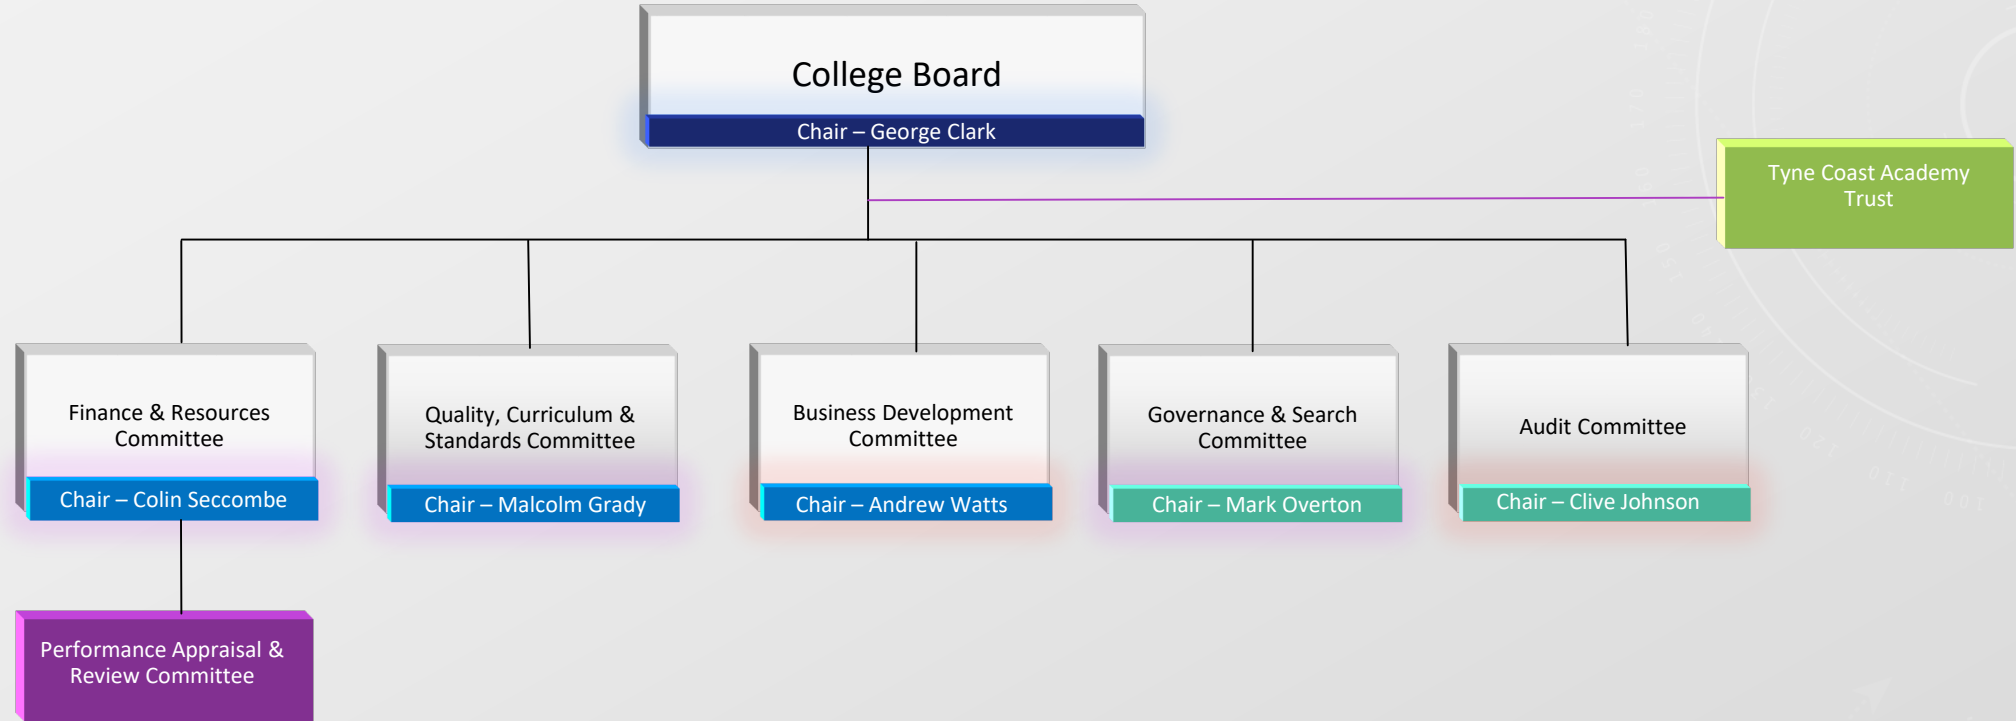 College Board
Chair – George Clark
Tyne Coast Academy
Trust
Finance & Resources
Committee
Chair – Colin Seccombe
Quality, Curriculum &
Standards Committee
Chair – Malcolm Grady
Business Development
Committee
Chair – Andrew Watts
Governance & Search
Committee
Chair – Mark Overton
Audit Committee
Chair – Clive Johnson
Performance Appraisal &
Review Committee